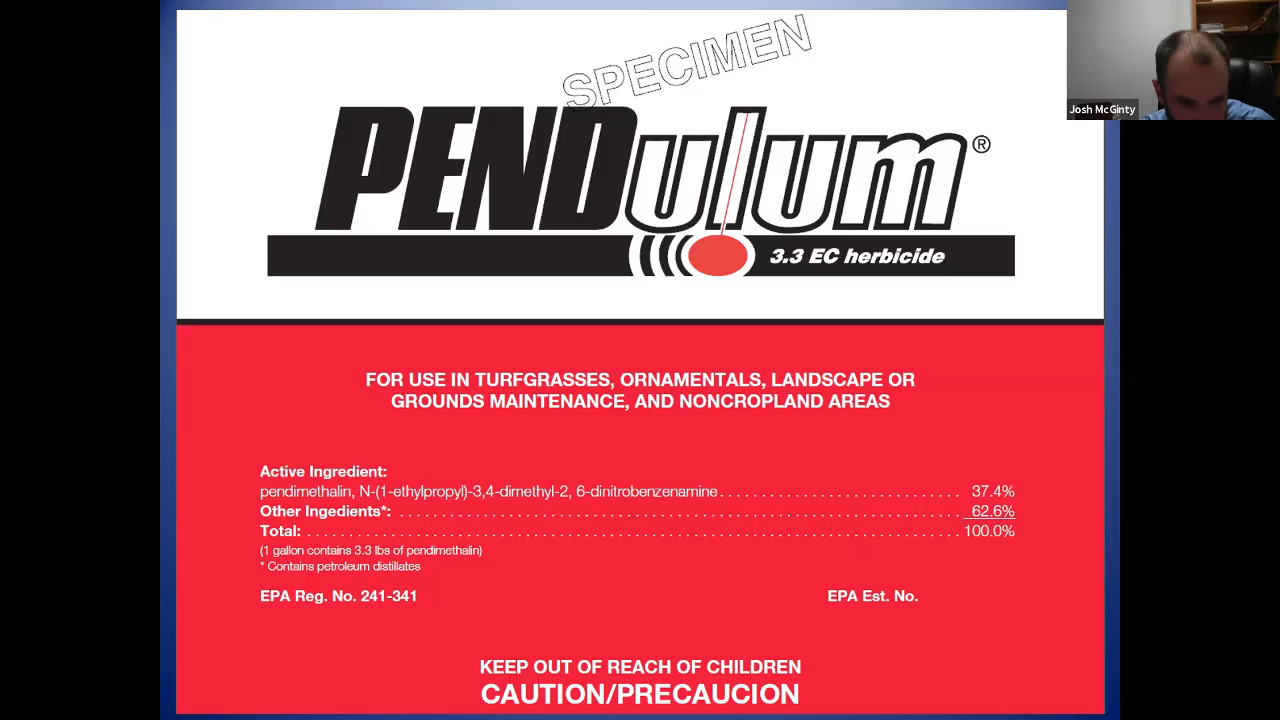 SPECIMEN
PENDulum®
3.3 EC herbicide
Josh McGinty
FOR USE IN TURFGRASSES, ORNAMENTALS, LANDSCAPE OR
GROUNDS MAINTENANCE, AND NONCROPLAND AREAS
Active Ingredient:
pendimethalin, N-(1-ethylpropyl)-3,4-dimethyl-2, 6-dinitrobenzenamine . . . . . . . . . . . . . . . . . . . . . . . . . . . . . 37.4%
Other Ingedients*: . . . . . . . . . . . . . . . . . . . . . . . . . . . . . . . . . . . . . . . . . . . . . . . . . . . . . . . . . . . . . . . . . . . . 62.6%
Total: . . . . . . . . . . . . . . . . . . . . . . . . . . . . . . . . . . . . . . . . . . . . . . . . . . . . . . . . . . . . . . . . . . . . . . . . . . . . . . . 100.0%
(1 gallon contains 3.3 lbs of pendimethalin)
* Contains petroleum distillates
EPA Reg. No. 241-341 EPA Est. No.
KEEP OUT OF REACH OF CHILDREN
CAUTION/PRECAUCION